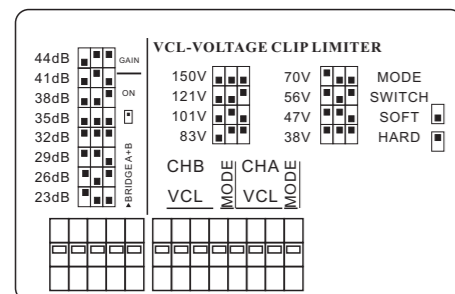 VCL-VOLTAGE CLIP LIMITER
44dB
41dB
38dB
35dB
32dB
29dB
26dB
23dB
GAIN
ON
▸BRIDGE A+B
150V
121V
101V
83V
70V
56V
47V
38V
MODE
SWITCH
SOFT
HARD
CHB
VCL
MODE
CHA
VCL
MODE